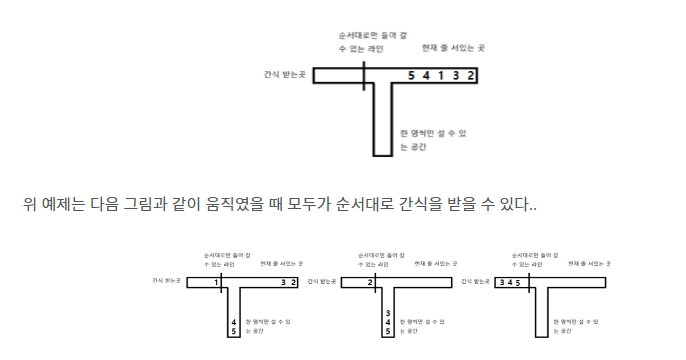 순서대로만 들어 갈
수 있는 라인
현재 줄 서있는 곳
간식 받는곳
5 4 1 3 2
한 명씩만 설 수 있
는 공간
위 예제는 다음 그림과 같이 움직였을 때 모두가 순서대로 간식을 받을 수 있다..
순서대로만 들어 갈
수 있는 라인
현재 줄 서있는 곳
간식 받는곳
1
3 2
4
5
한 명씩만 설 수 있
는 공간
순서대로만 들어 갈
수 있는 라인
현재 줄 서있는 곳
간식 받는곳
2
3
4
5
한 명씩만 설 수 있
는 공간
순서대로만 들어 갈
수 있는 라인
현재 줄 서있는 곳
간식 받는곳
3 4 5
한 명씩만 설 수 있
는 공간